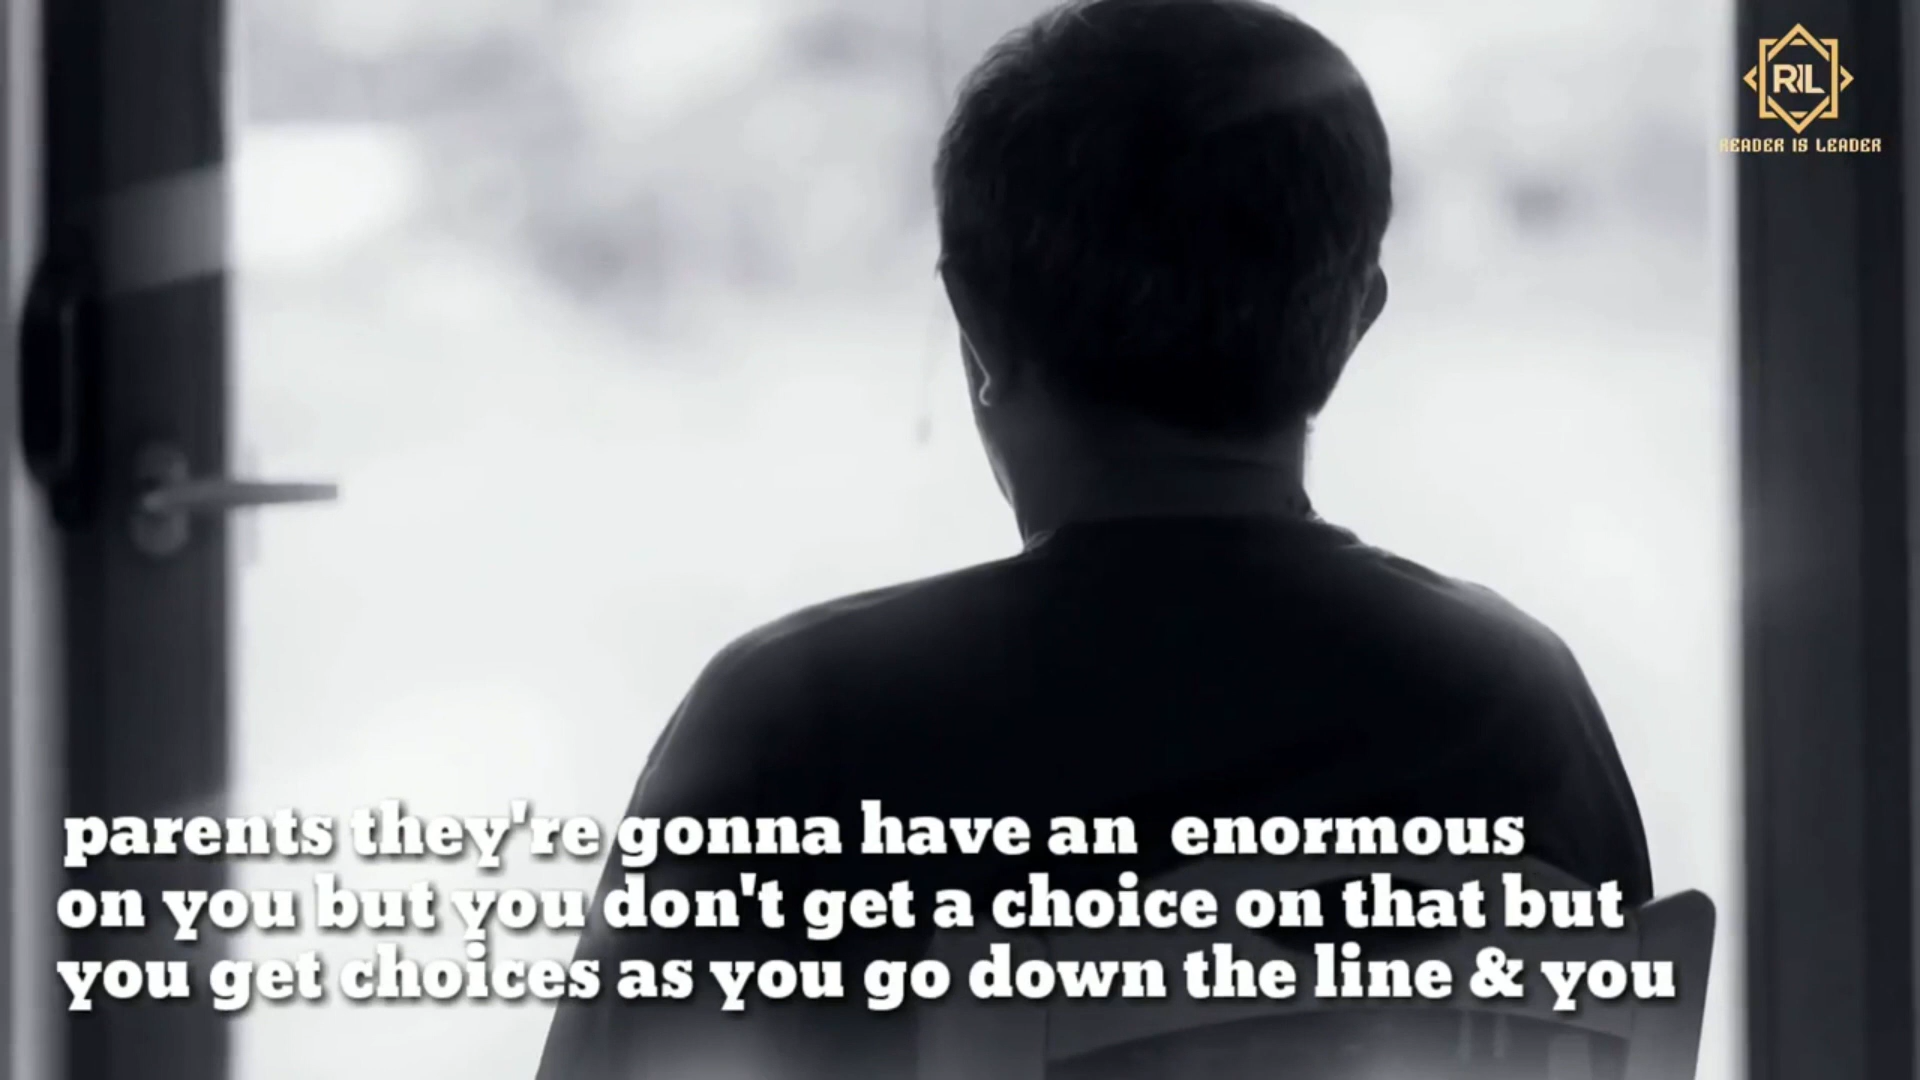 RIL
READER IS LEADER
parents they're gonna have an enormous
on you but you don't get a choice on that but
you get choices as you go down the line & you